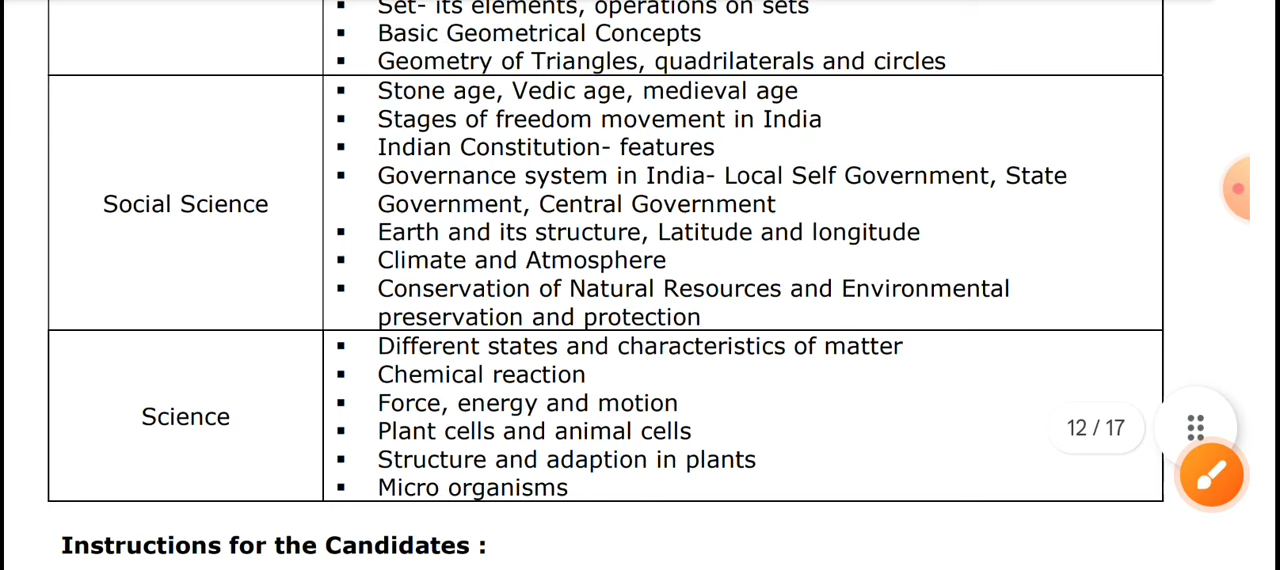 ▪ Set- its elements, operations on sets
▪ Basic Geometrical Concepts
▪ Geometry of Triangles, quadrilaterals and circles
Social Science
▪ Stone age, Vedic age, medieval age
▪ Stages of freedom movement in India
▪ Indian Constitution- features
▪ Governance system in India- Local Self Government, State
Government, Central Government
▪ Earth and its structure, Latitude and longitude
▪ Climate and Atmosphere
▪ Conservation of Natural Resources and Environmental
preservation and protection
Science
▪ Different states and characteristics of matter
▪ Chemical reaction
▪ Force, energy and motion
▪ Plant cells and animal cells
▪ Structure and adaption in plants
▪ Micro organisms
12 / 17
Instructions for the Candidates :